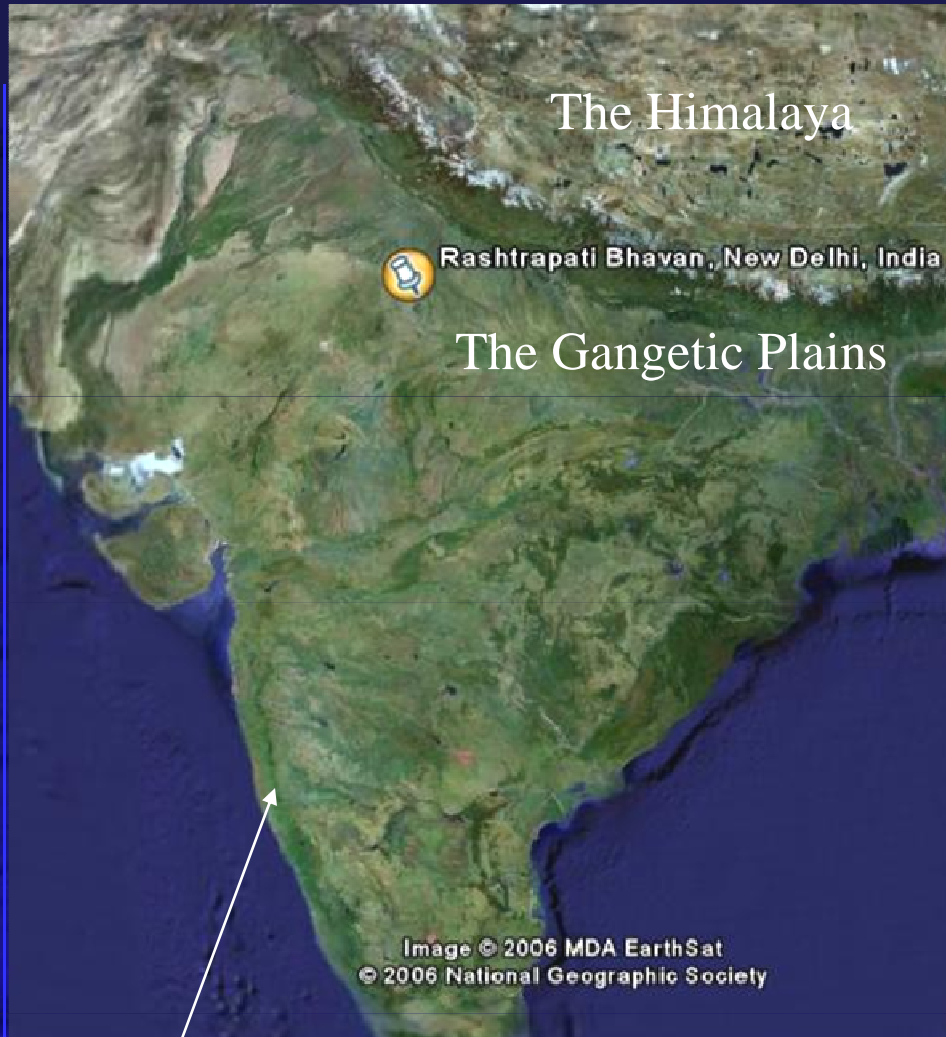 The Himalaya
Rashtrapati Bhavan, New Delhi, India
The Gangetic Plains
Image © 2006 MDA EarthSat
© 2006 National Geographic Society